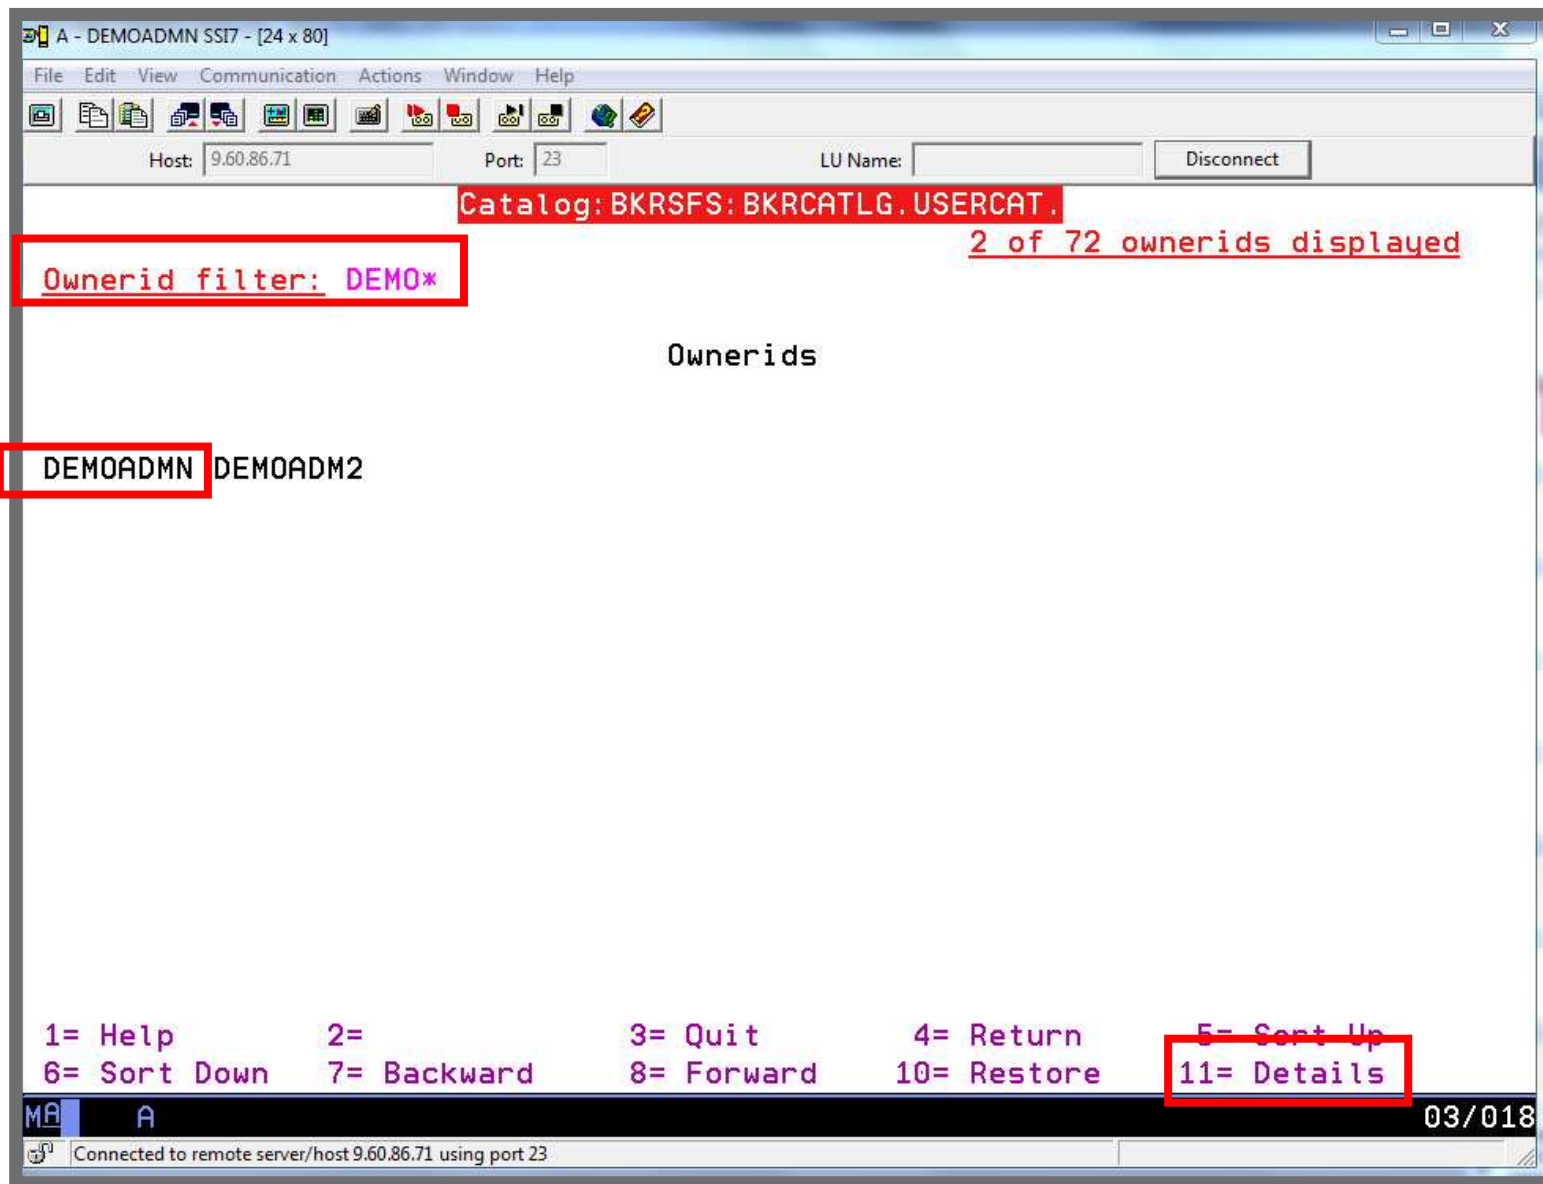 A - DEMOADMN SSI7 - [24 x 80]
File Edit View Communication Actions Window Help
Host: 9.60.86.71 Port: 23 LU Name: Disconnect
Catalog:BKRSFS:BKRCATLG.USERCAT.
2 of 72 ownerids displayed
Ownerid filter: DEMO*
Ownerids
DEMOADMN DEMOADM2
1= Help 2= 3= Quit 4= Return 5= Sort Up
6= Sort Down 7= Backward 8= Forward 10= Restore 11= Details
MA A 03/018
Connected to remote server/host 9.60.86.71 using port 23